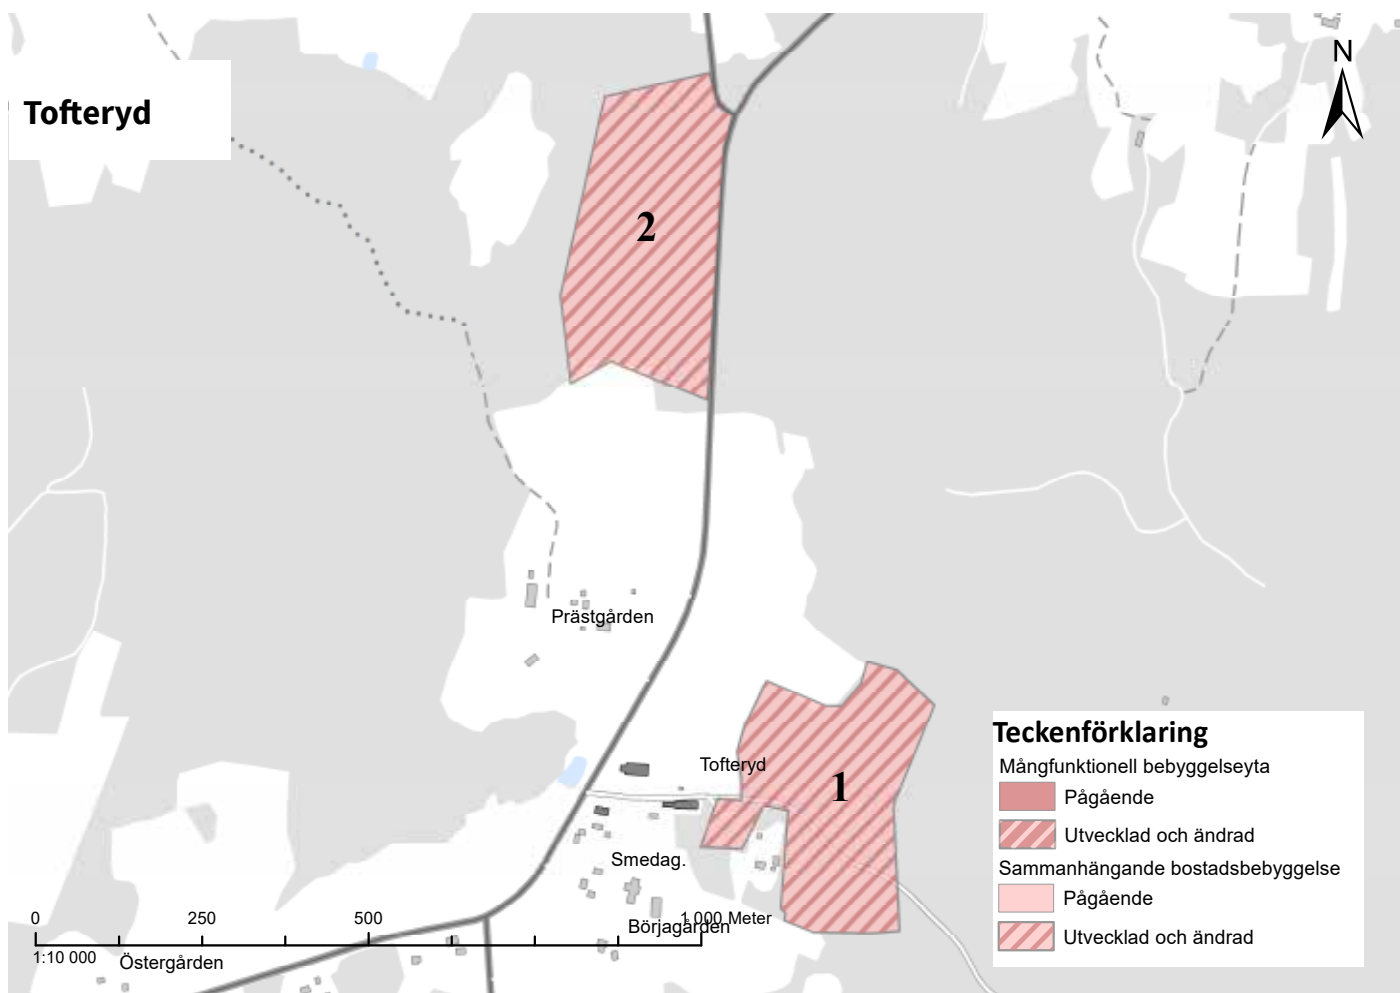 N
Tofteryd
2
Prästgården
Tofteryd
1
Smedag.
Börjagården
Östergården
0 250 500 1 000 Meter
1:10 000
Teckenförklaring
Mångfunktionell bebyggelseyta
Pågående
Utvecklad och ändrad
Sammanhängande bostadsbebyggelse
Pågående
Utvecklad och ändrad